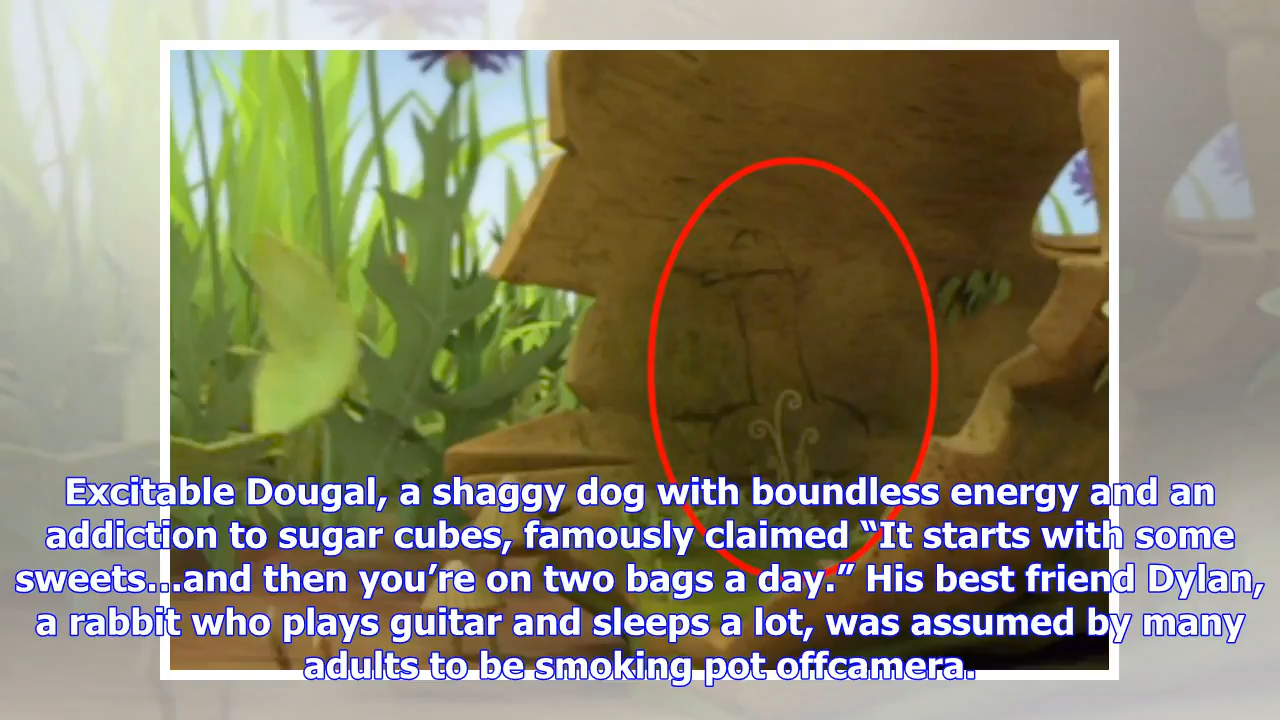 Excitable Dougal, a shaggy dog with boundless energy and an
addiction to sugar cubes, famously claimed “It starts with some
sweets...and then you’re on two bags a day.” His best friend Dylan,
a rabbit who plays guitar and sleeps a lot, was assumed by many
adults to be smoking pot offcamera.